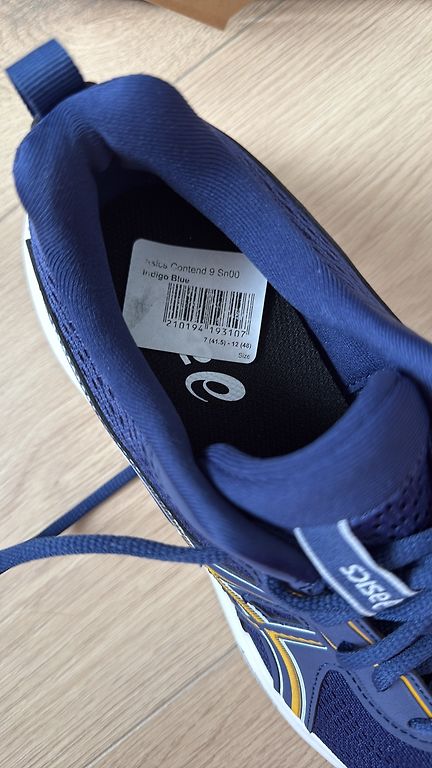 Asics Contend 9 Sn00
Indigo Blue
210194 193107
7 (41.5) - 12 (48)
Size
asics